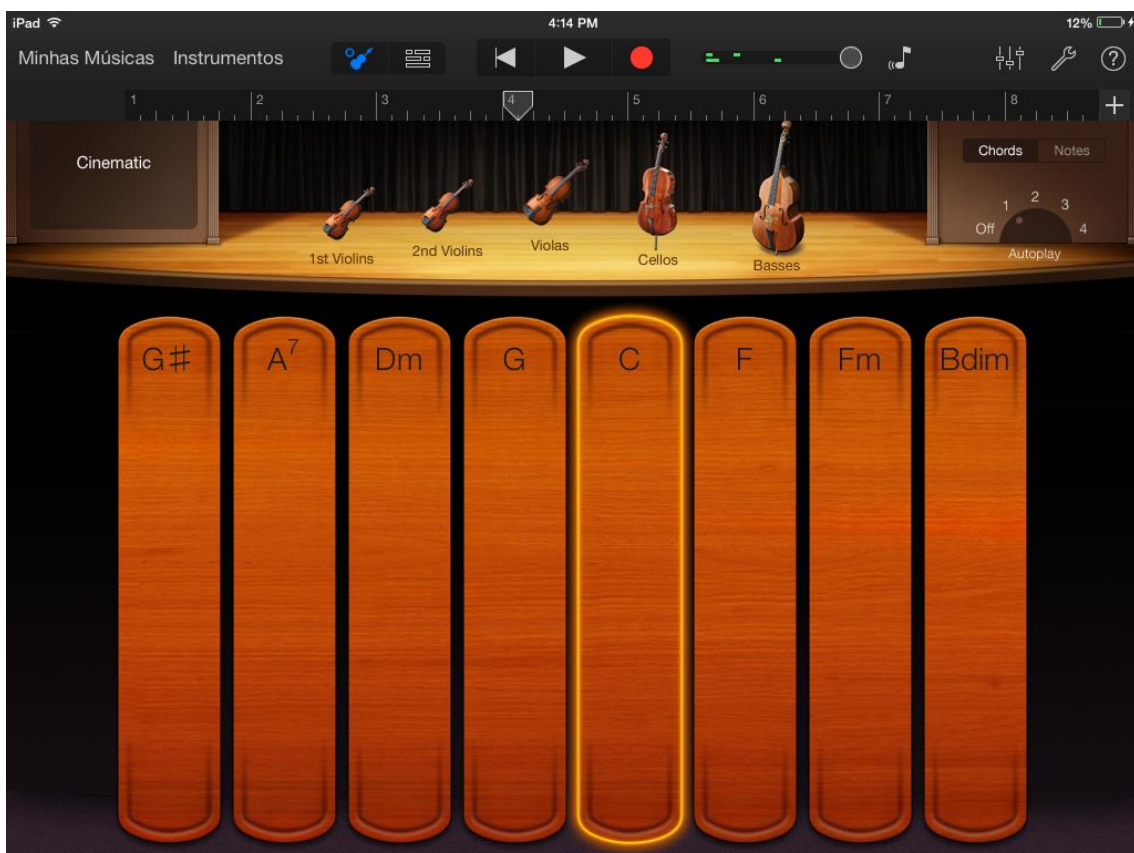 iPad 4:14 PM 12%
Minhas Músicas Instrumentos
1 2 3 4 5 6 7 8
Cinematic
Chords Notes
1st Violins 2nd Violins Violas Cellos Basses
Off 1 2 3 4
Autoplay
G# A7 Dm G C F Fm Bdim